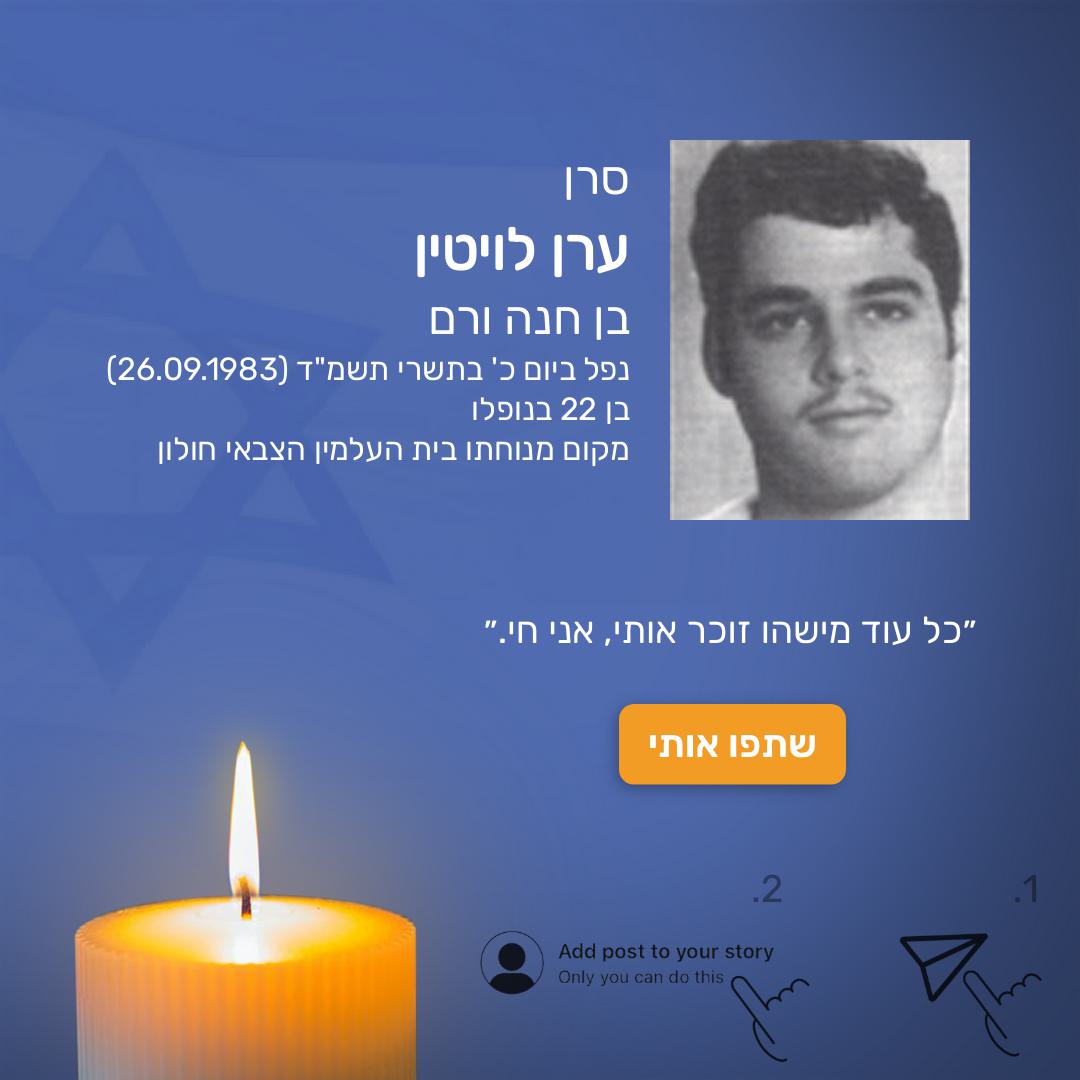 סרן
ערן לויטין
בן חנה ורם
נפל ביום כ' בתשרי תשמ"ד (26.09.1983)
בן 22 בנופלו
מקום מנוחתו בית העלמין הצבאי חולון
״כל עוד מישהו זוכר אותי, אני חי.״
שתפו אותי
.1
.2
Add post to your story
Only you can do this